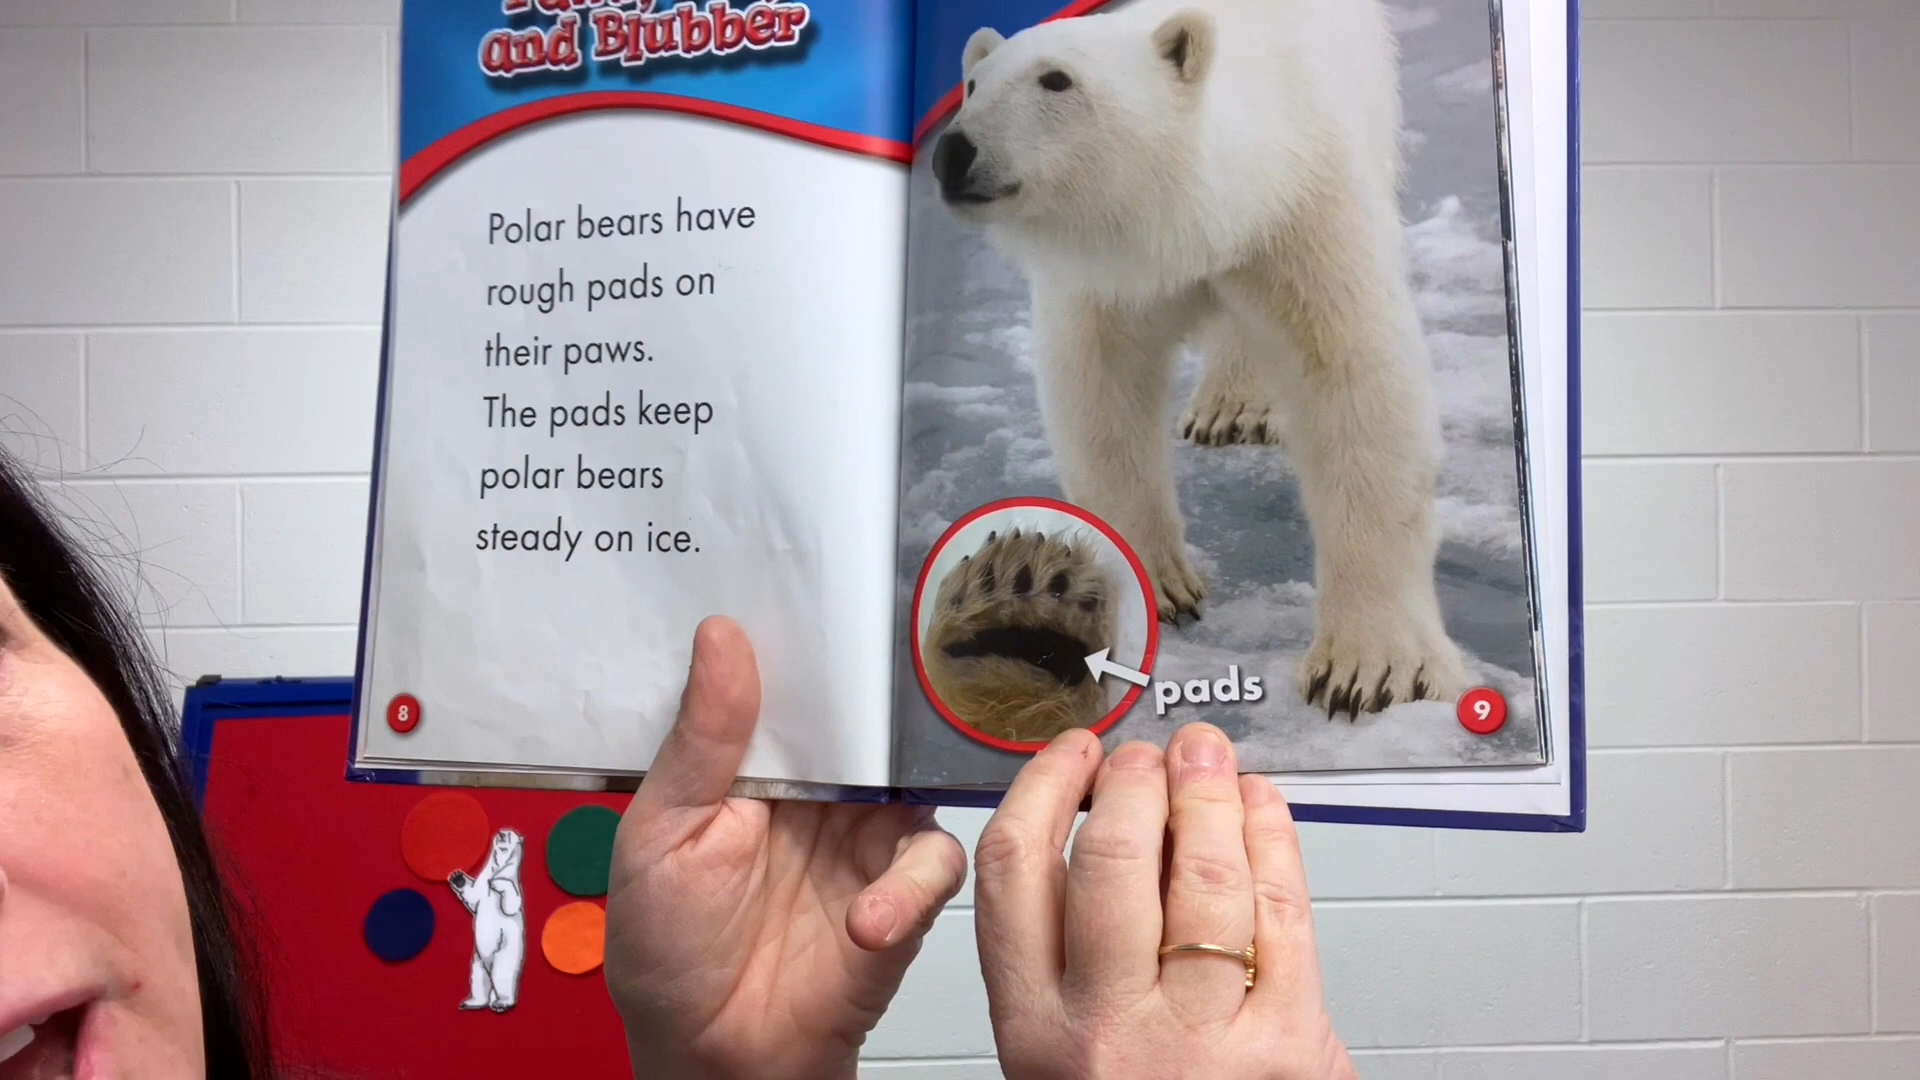 and Blubber
Polar bears have
rough pads on
their paws.
The pads keep
polar bears
steady on ice.
8
pads
9